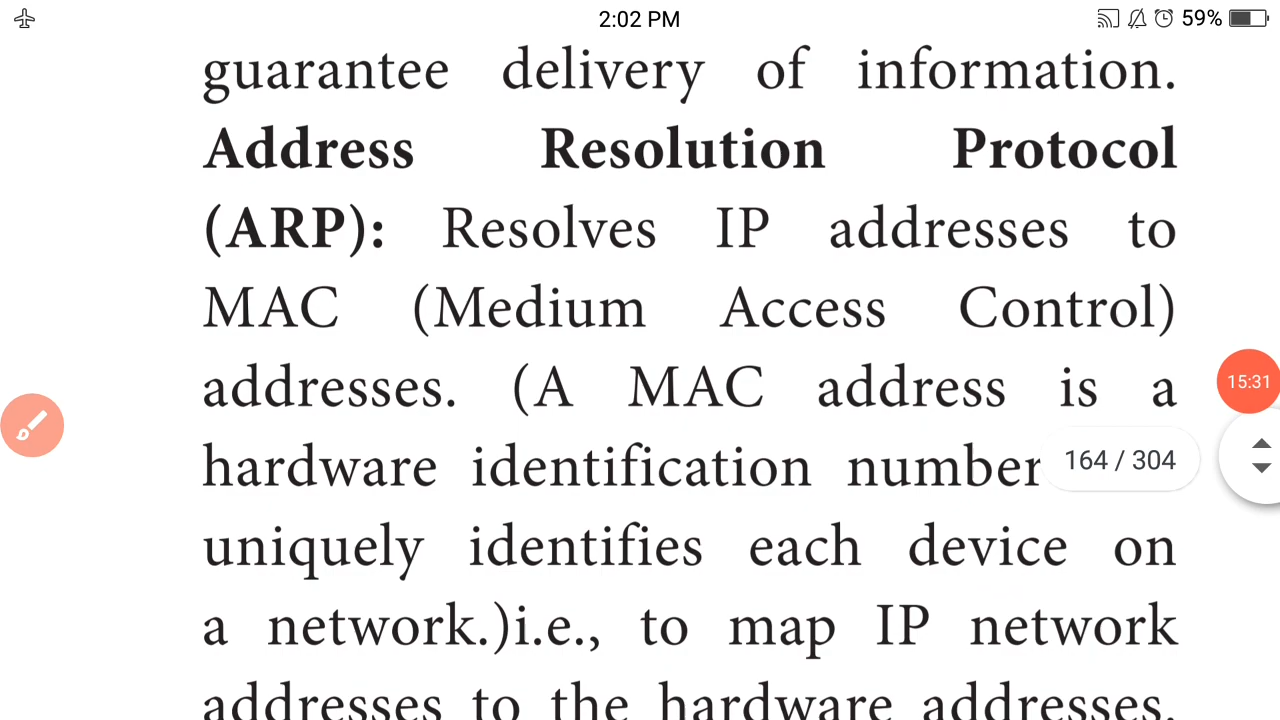 2:02 PM
59%
guarantee delivery of information.
Address Resolution Protocol
(ARP): Resolves IP addresses to
MAC (Medium Access Control)
addresses. (A MAC address is a
15:31
hardware identification number
164 / 304
uniquely identifies each device on
a network.)i.e., to map IP network
addresses to the hardware addresses.